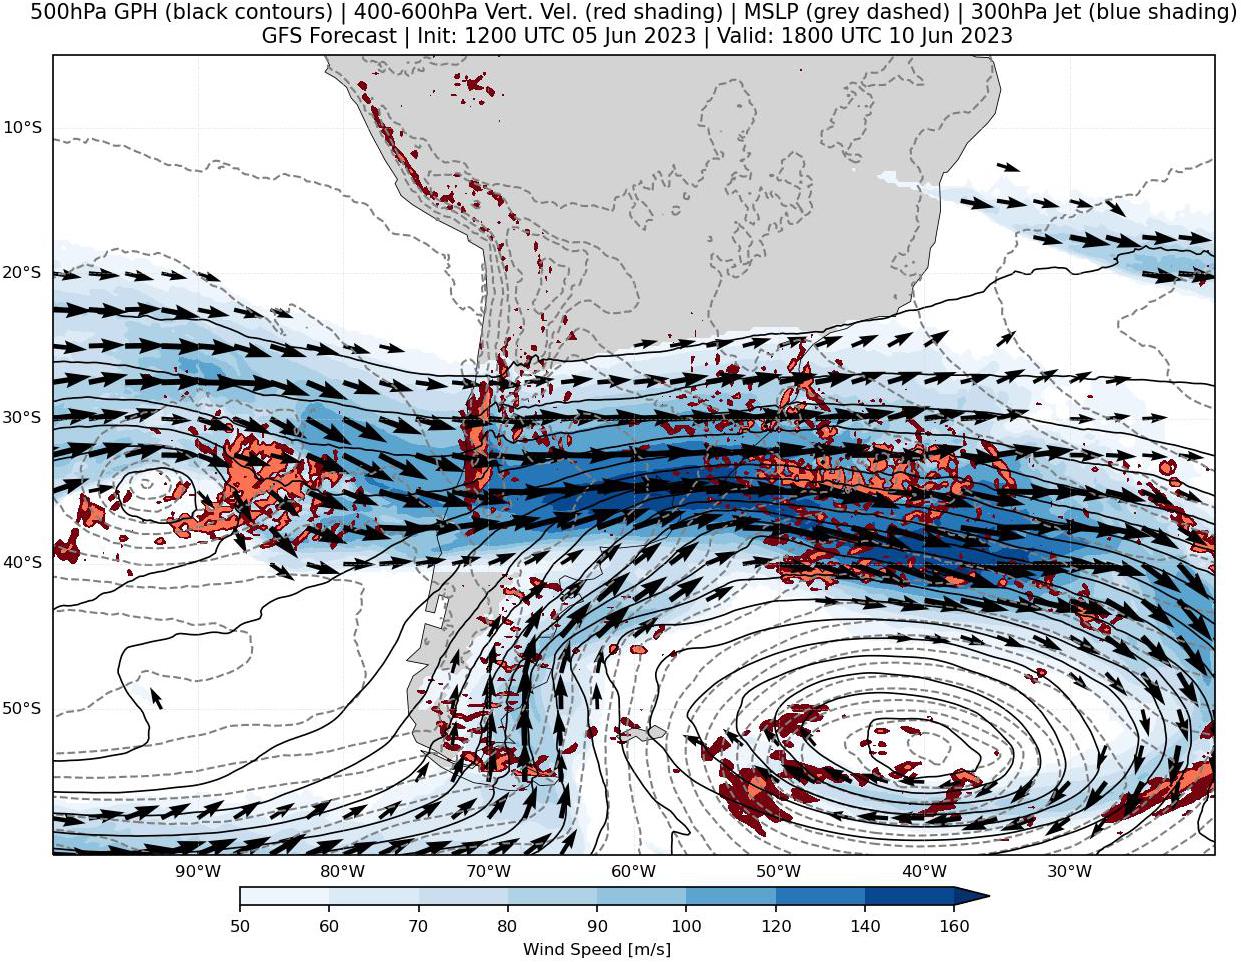 500hPa GPH (black contours) | 400-600hPa Vert. Vel. (red shading) | MSLP (grey dashed) | 300hPa Jet (blue shading)
GFS Forecast | Init: 1200 UTC 05 Jun 2023 | Valid: 1800 UTC 10 Jun 2023
10°S
20°S
30°S
40°S
50°S
90°W 80°W 70°W 60°W 50°W 40°W 30°W
50 60 70 80 90 100 120 140 160
Wind Speed [m/s]